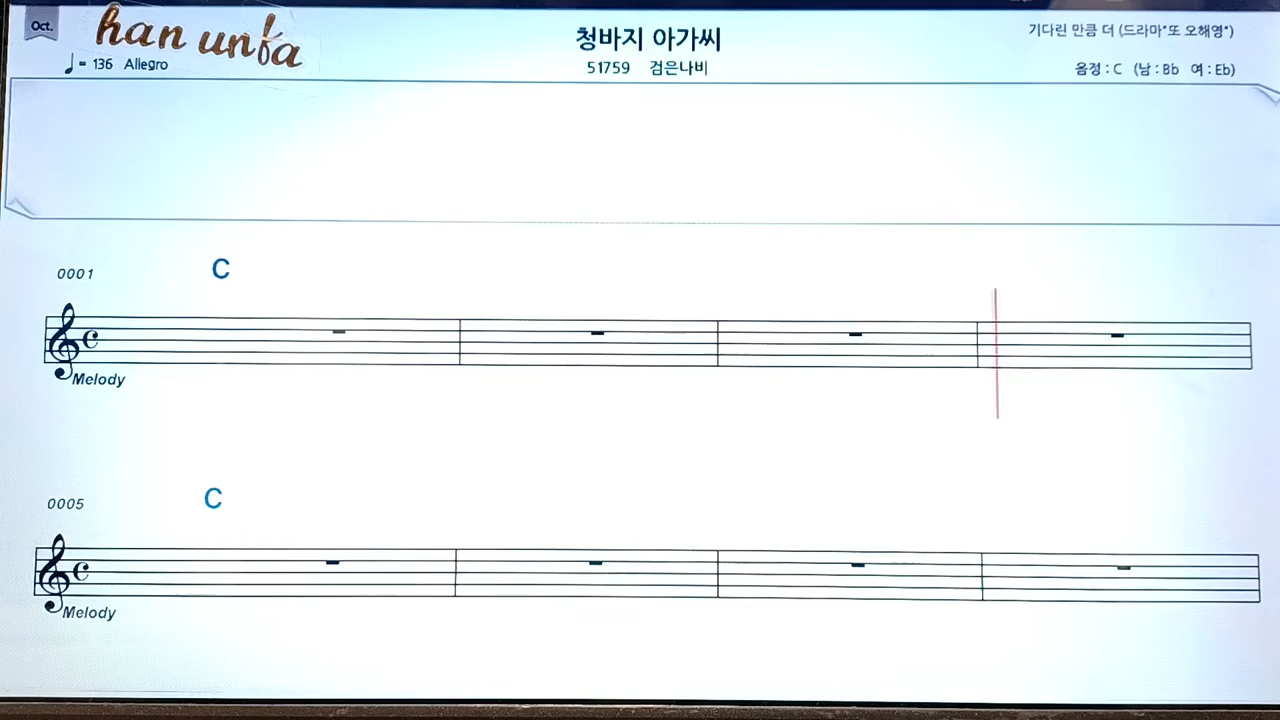 Oct.
han unfa
♩ = 136 Allegro
청바지 아가씨
51759 검은나비
기다린 만큼 더 (드라마"또 오해영")
음정 : C (남 : Bb 여 : Eb)
0001 C
Melody
0005 C
Melody